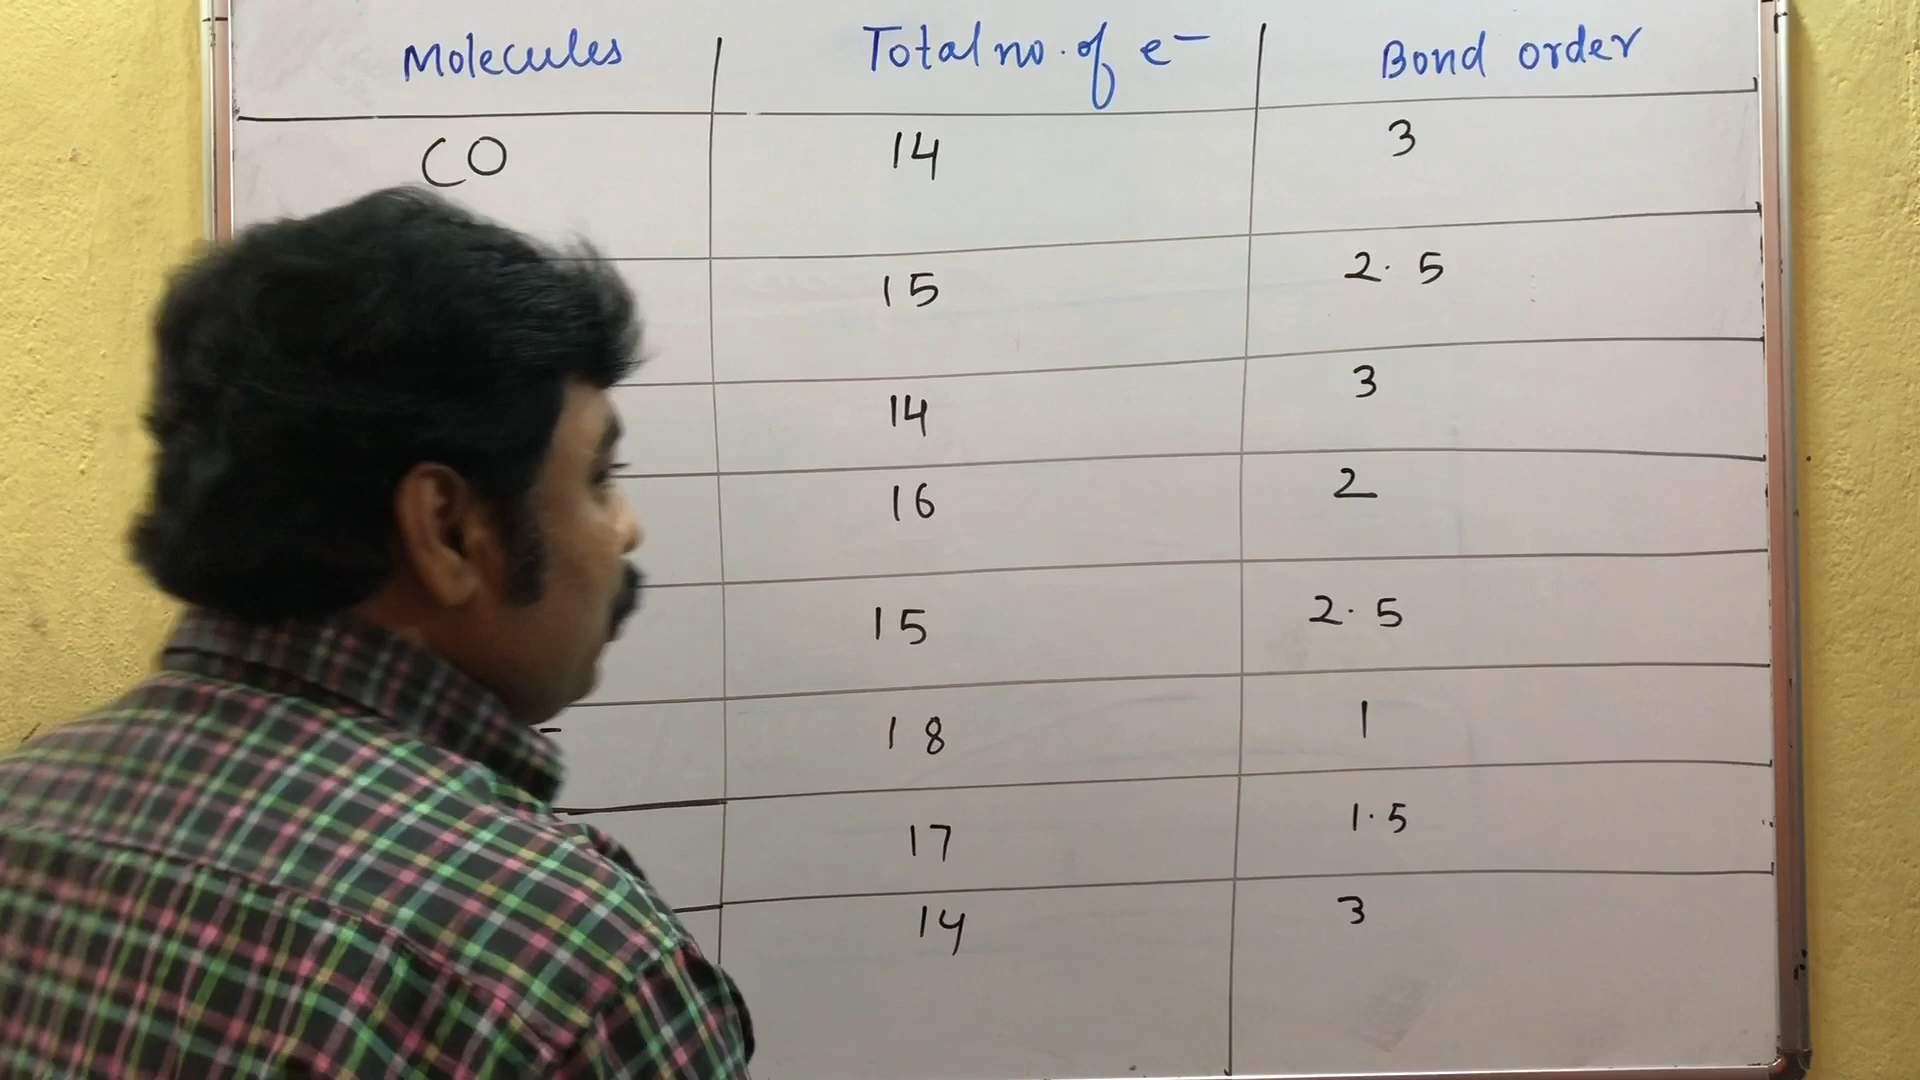 Molecules Total no. of e⁻ Bond order
CO 14 3
15 2.5
14 3
16 2
15 2.5
- 18 1
17 1.5
14 3